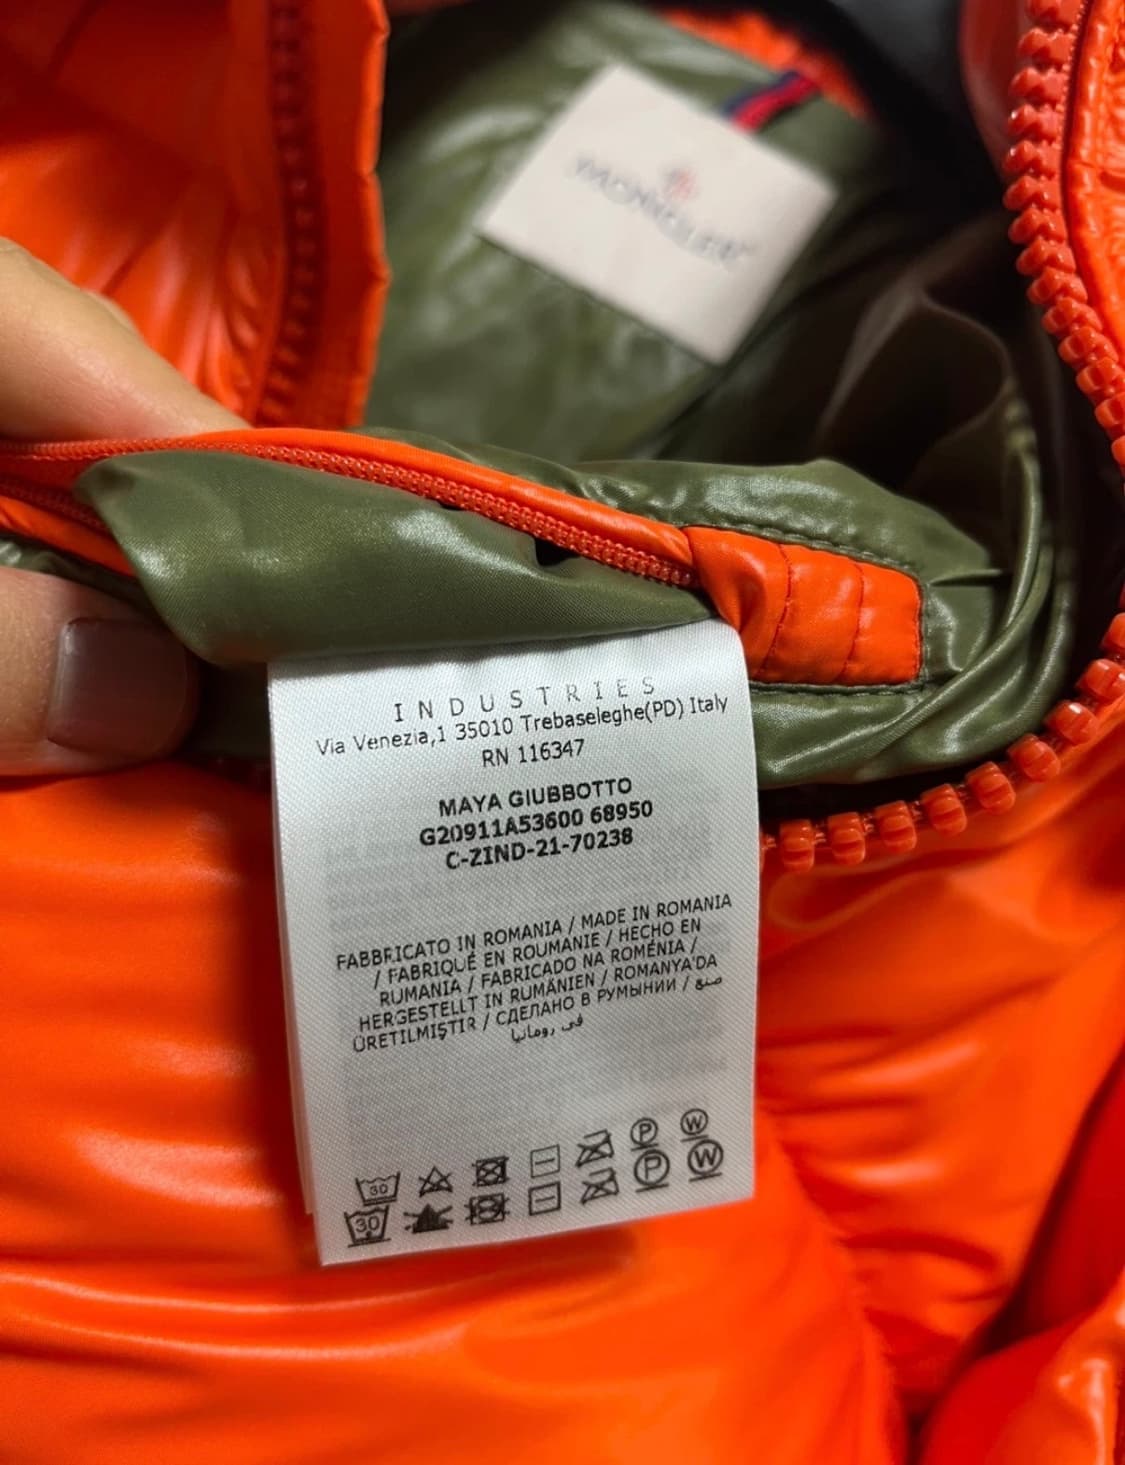 MONCLER
INDUSTRIES
Via Venezia,1 35010 Trebaseleghe(PD) Italy
RN 116347
MAYA GIUBBOTTO
G20911A53600 68950
C-ZIND-21-70238
FABBRICATO IN ROMANIA / MADE IN ROMANIA
/ FABRIQUÉ EN ROUMANIE / HECHO EN
RUMANIA / FABRICADO NA ROMÉNIA /
HERGESTELLT IN RUMÄNIEN / ROMANYA'DA
ÜRETILMIŞTIR / СДЕЛАНО В РУМЫНИИ / صنع
في رومانيا
30 P W
30 P W